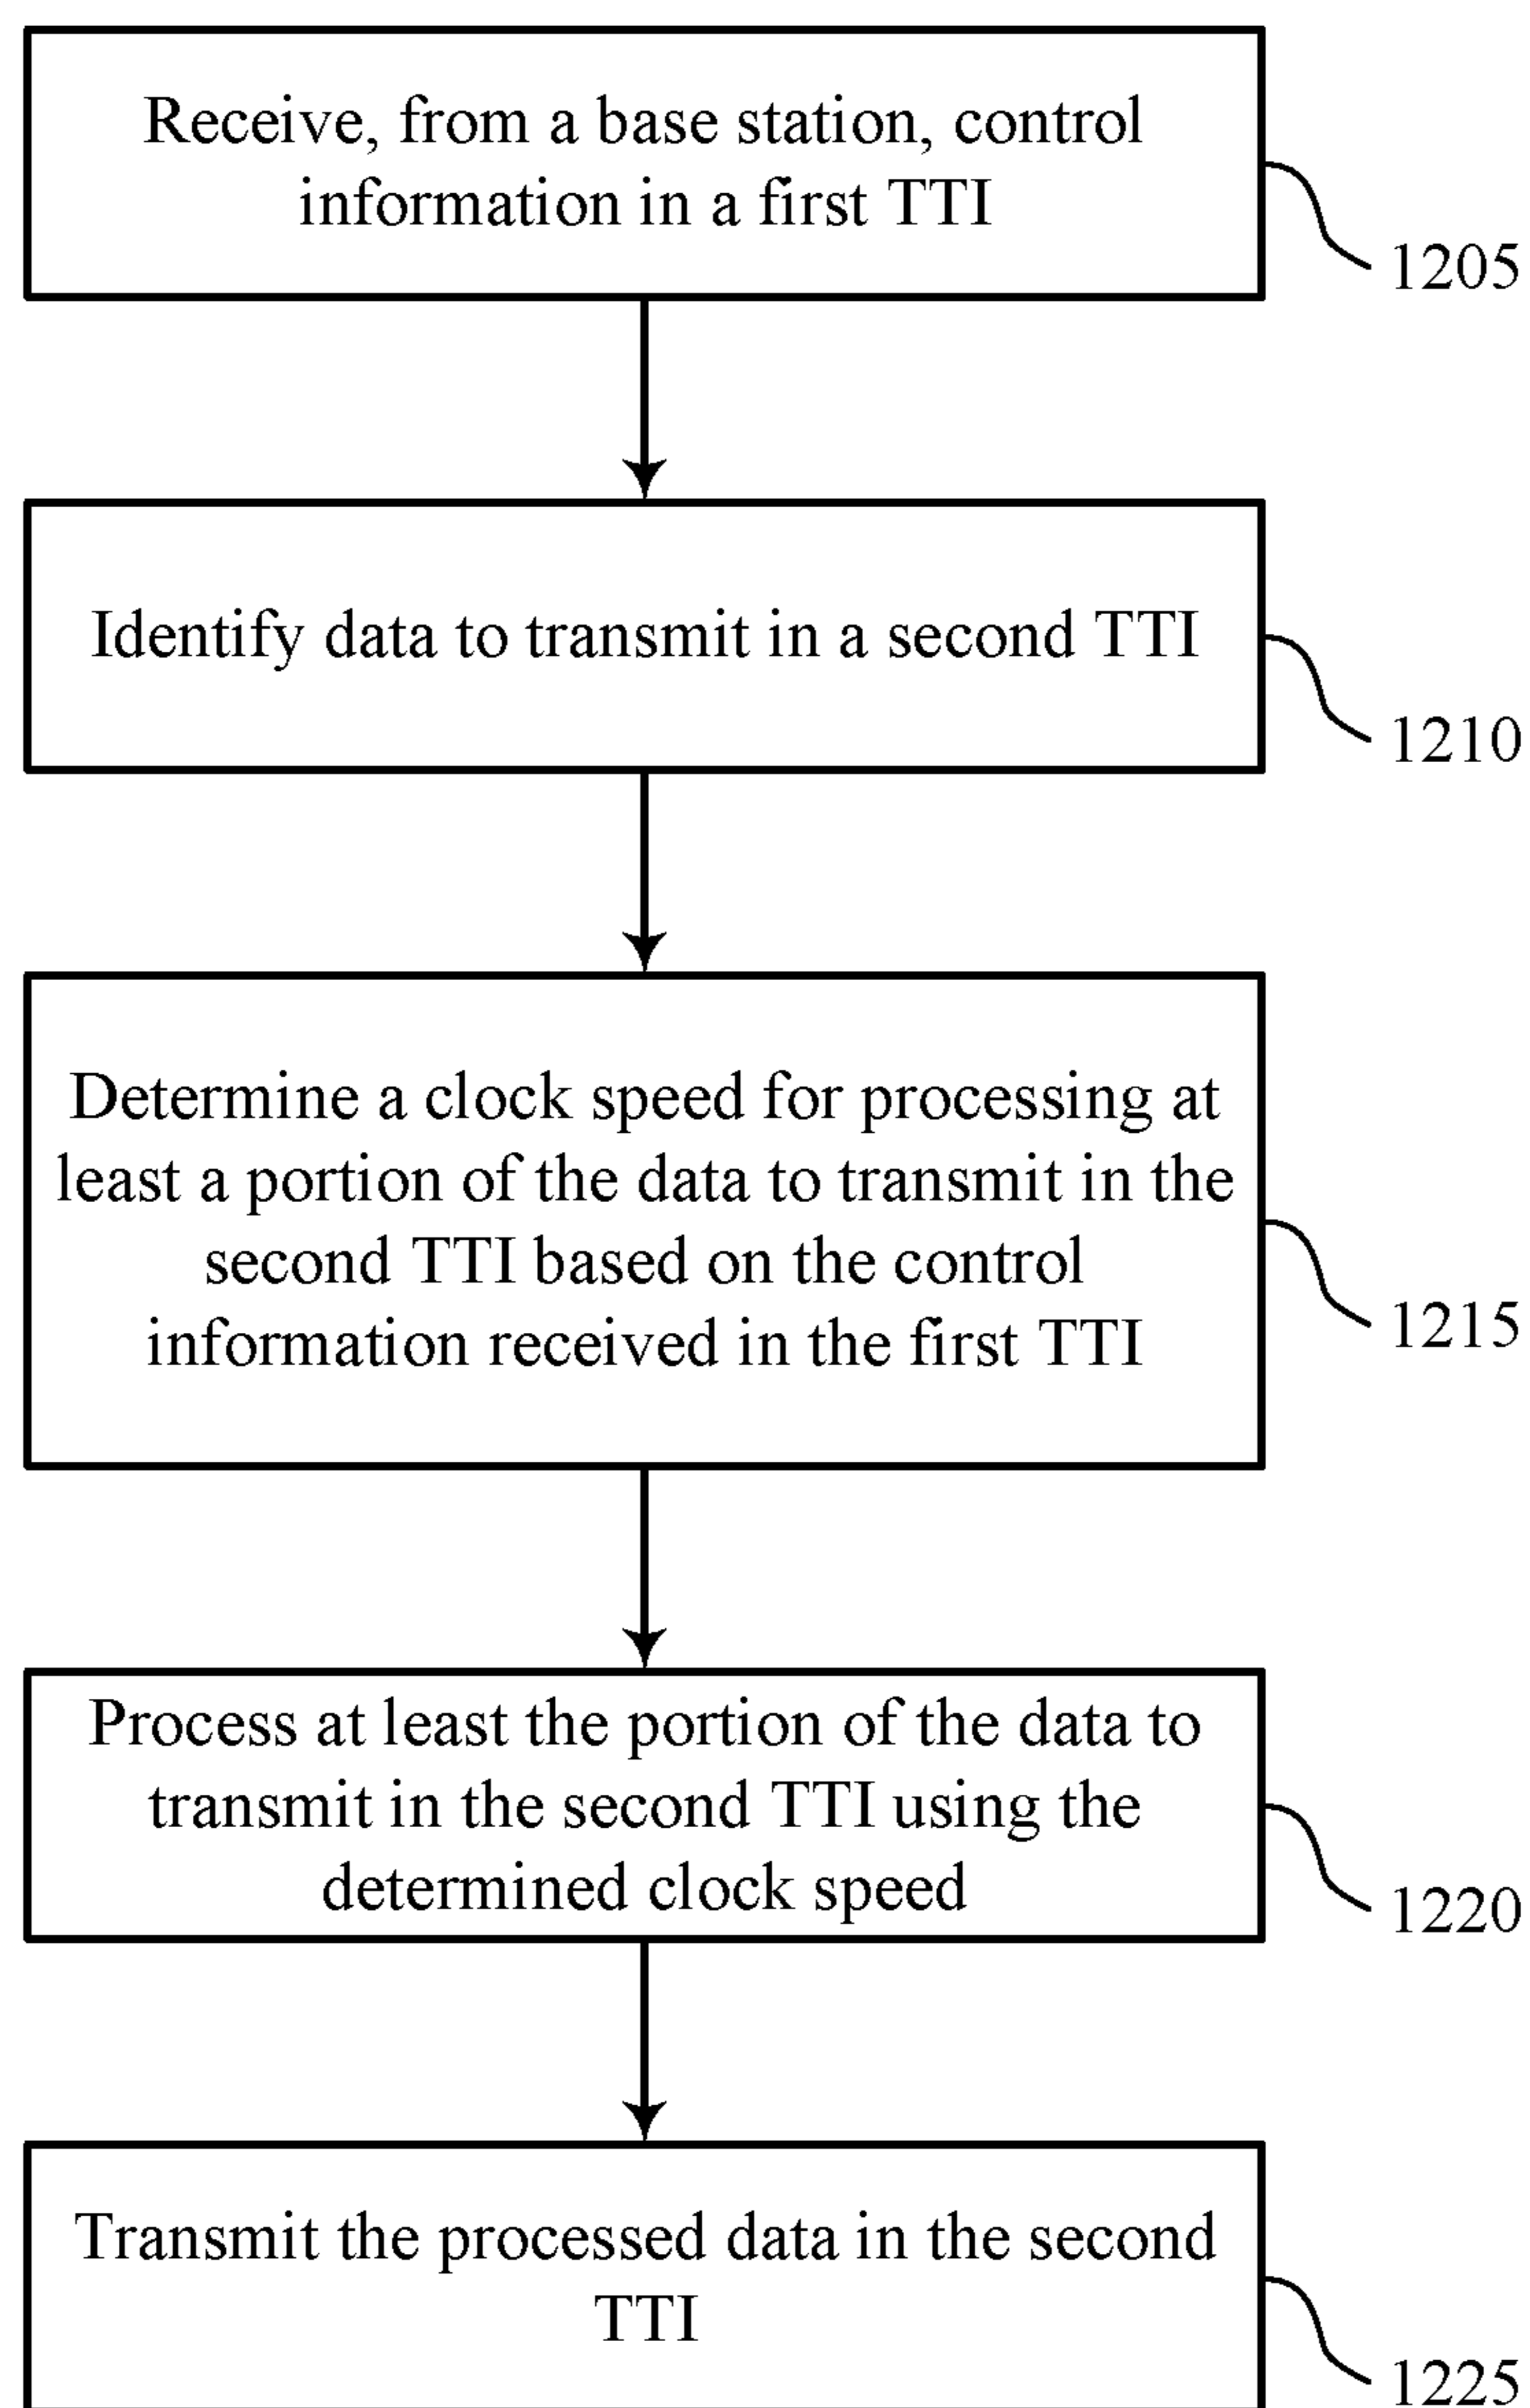 Receive, from a base station, control
information in a first TTI
1205
Identify data to transmit in a second TTI
1210
Determine a clock speed for processing at
least a portion of the data to transmit in the
second TTI based on the control
information received in the first TTI
1215
Process at least the portion of the data to
transmit in the second TTI using the
determined clock speed
1220
Transmit the processed data in the second
TTI
1225